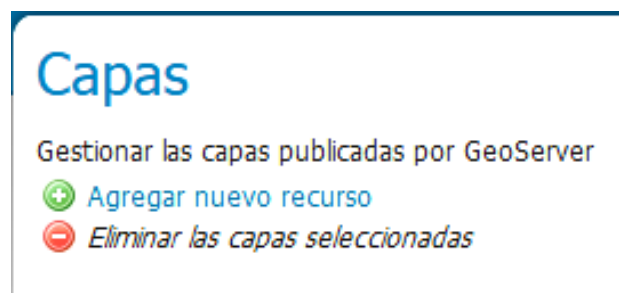 Capas
Gestionar las capas publicadas por GeoServer
Agregar nuevo recurso
Eliminar las capas seleccionadas